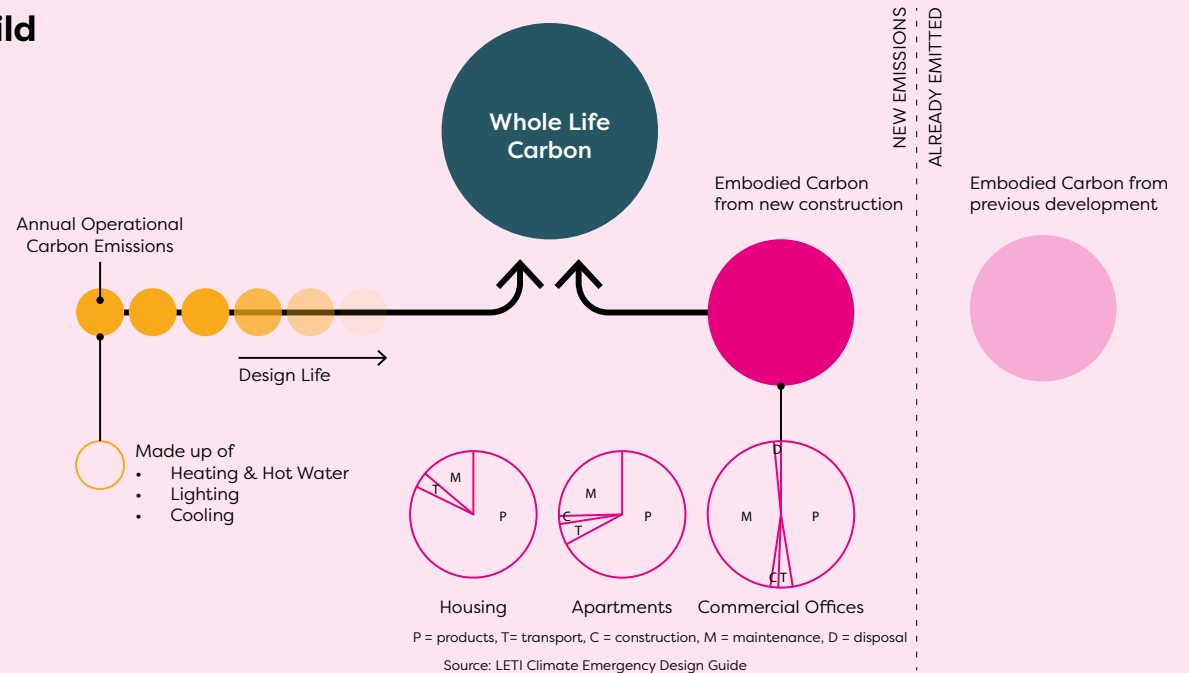 ild
NEW EMISSIONS
ALREADY EMITTED
Whole Life
Carbon
Embodied Carbon
from new construction
Embodied Carbon from
previous development
Annual Operational
Carbon Emissions
Design Life
Made up of
• Heating & Hot Water
• Lighting
• Cooling
M
T
P
M
C
T
P
D
M
P
C T
Housing
Apartments
Commercial Offices
P = products, T= transport, C = construction, M = maintenance, D = disposal
Source: LETI Climate Emergency Design Guide